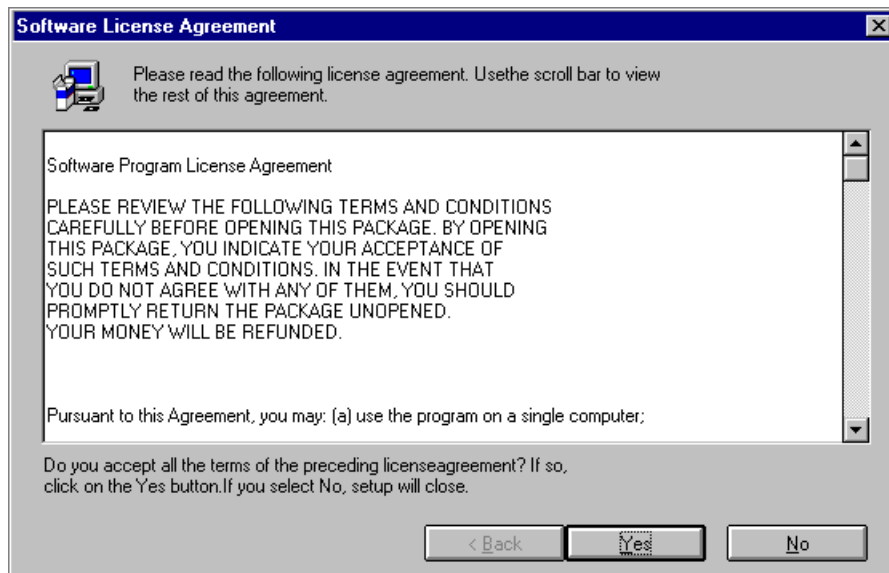 Software License Agreement
Please read the following license agreement. Usethe scroll bar to view
the rest of this agreement.
Software Program License Agreement
PLEASE REVIEW THE FOLLOWING TERMS AND CONDITIONS
CAREFULLY BEFORE OPENING THIS PACKAGE. BY OPENING
THIS PACKAGE, YOU INDICATE YOUR ACCEPTANCE OF
SUCH TERMS AND CONDITIONS. IN THE EVENT THAT
YOU DO NOT AGREE WITH ANY OF THEM, YOU SHOULD
PROMPTLY RETURN THE PACKAGE UNOPENED.
YOUR MONEY WILL BE REFUNDED.
Pursuant to this Agreement, you may: (a) use the program on a single computer;
Do you accept all the terms of the preceding licenseagreement? If so,
click on the Yes button.If you select No, setup will close.
< Back
Yes
No